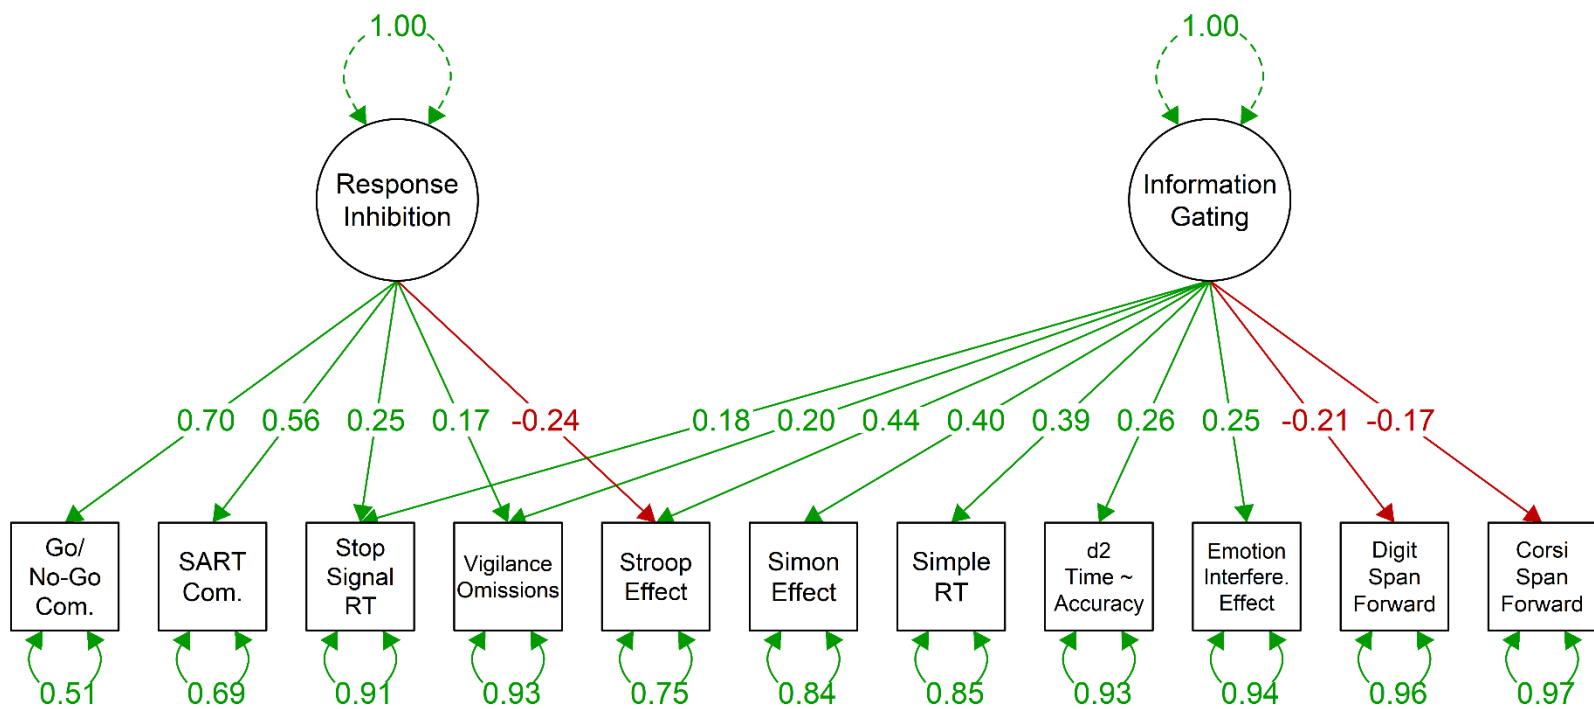 1.00
1.00
Response
Inhibition
Information
Gating
0.70 0.56 0.25 0.17 -0.24 0.18 0.20 0.44 0.40 0.39 0.26 0.25 -0.21 -0.17
Go/
No-Go
Com.
SART
Com.
Stop
Signal
RT
Vigilance
Omissions
Stroop
Effect
Simon
Effect
Simple
RT
d2
Time ~
Accuracy
Emotion
Interfere.
Effect
Digit
Span
Forward
Corsi
Span
Forward
0.51 0.69 0.91 0.93 0.75 0.84 0.85 0.93 0.94 0.96 0.97